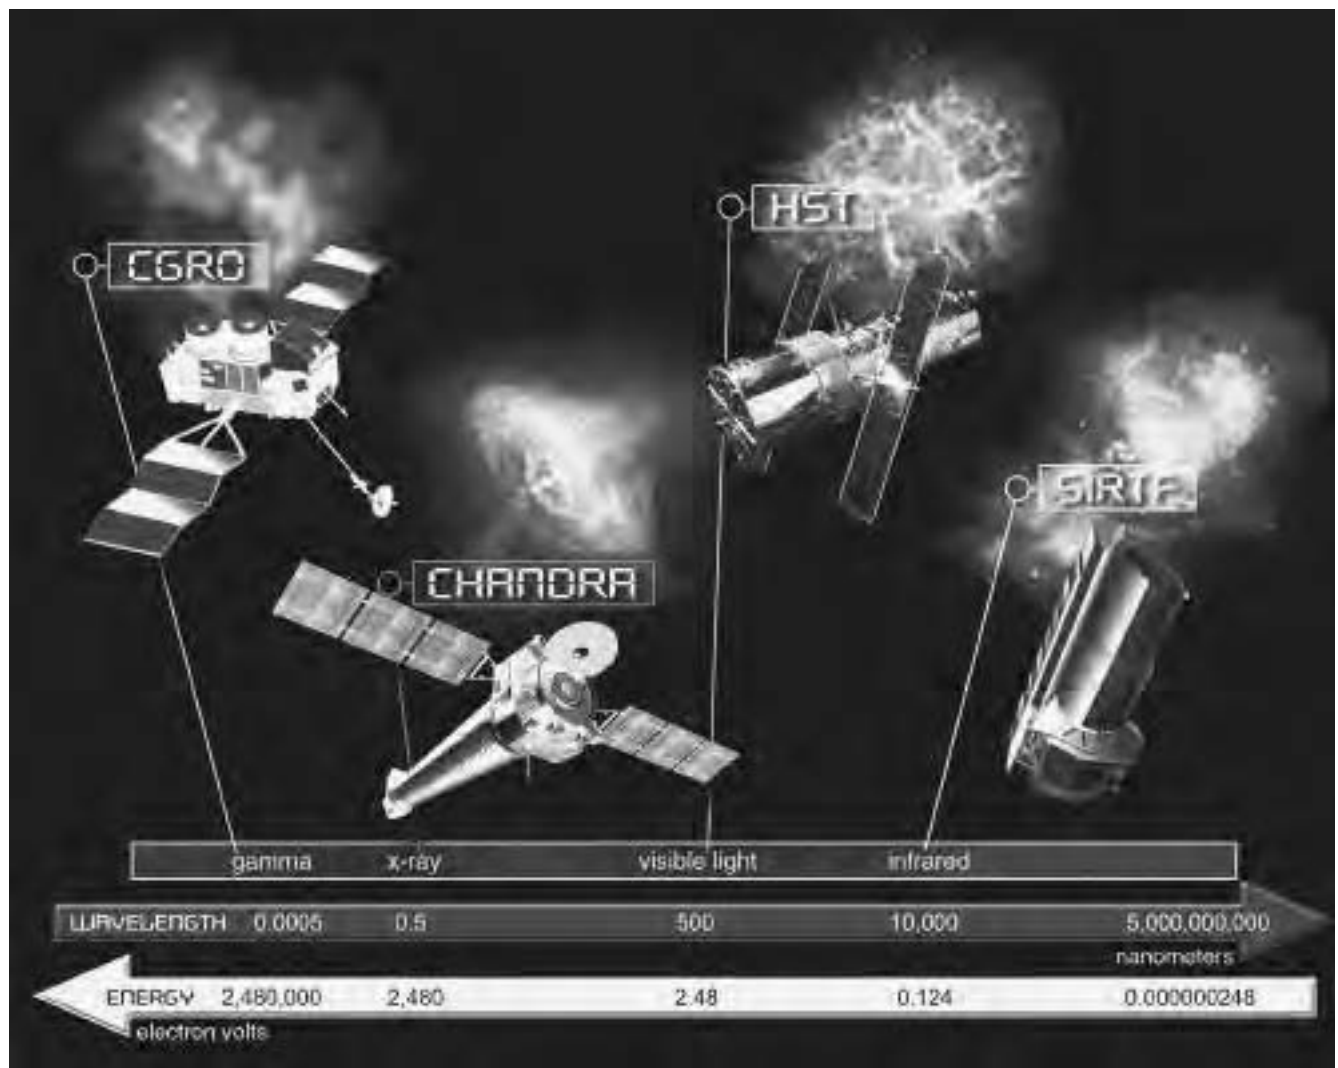 HST
CGRO
SIRTF
CHANDRA
gamma x-ray visible light infrared
WAVELENGTH 0.0005 0.5 500 10,000 5,000,000,000
nanometers
ENERGY 2,480,000 2,480 2.48 0.124 0.000000248
electron volts